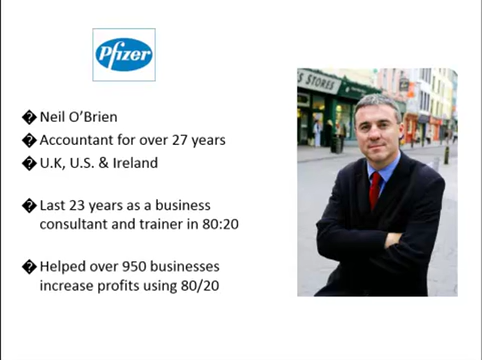 Pfizer
� Neil O'Brien
� Accountant for over 27 years
� U.K, U.S. & Ireland
� Last 23 years as a business
consultant and trainer in 80:20
� Helped over 950 businesses
increase profits using 80/20
S STORES